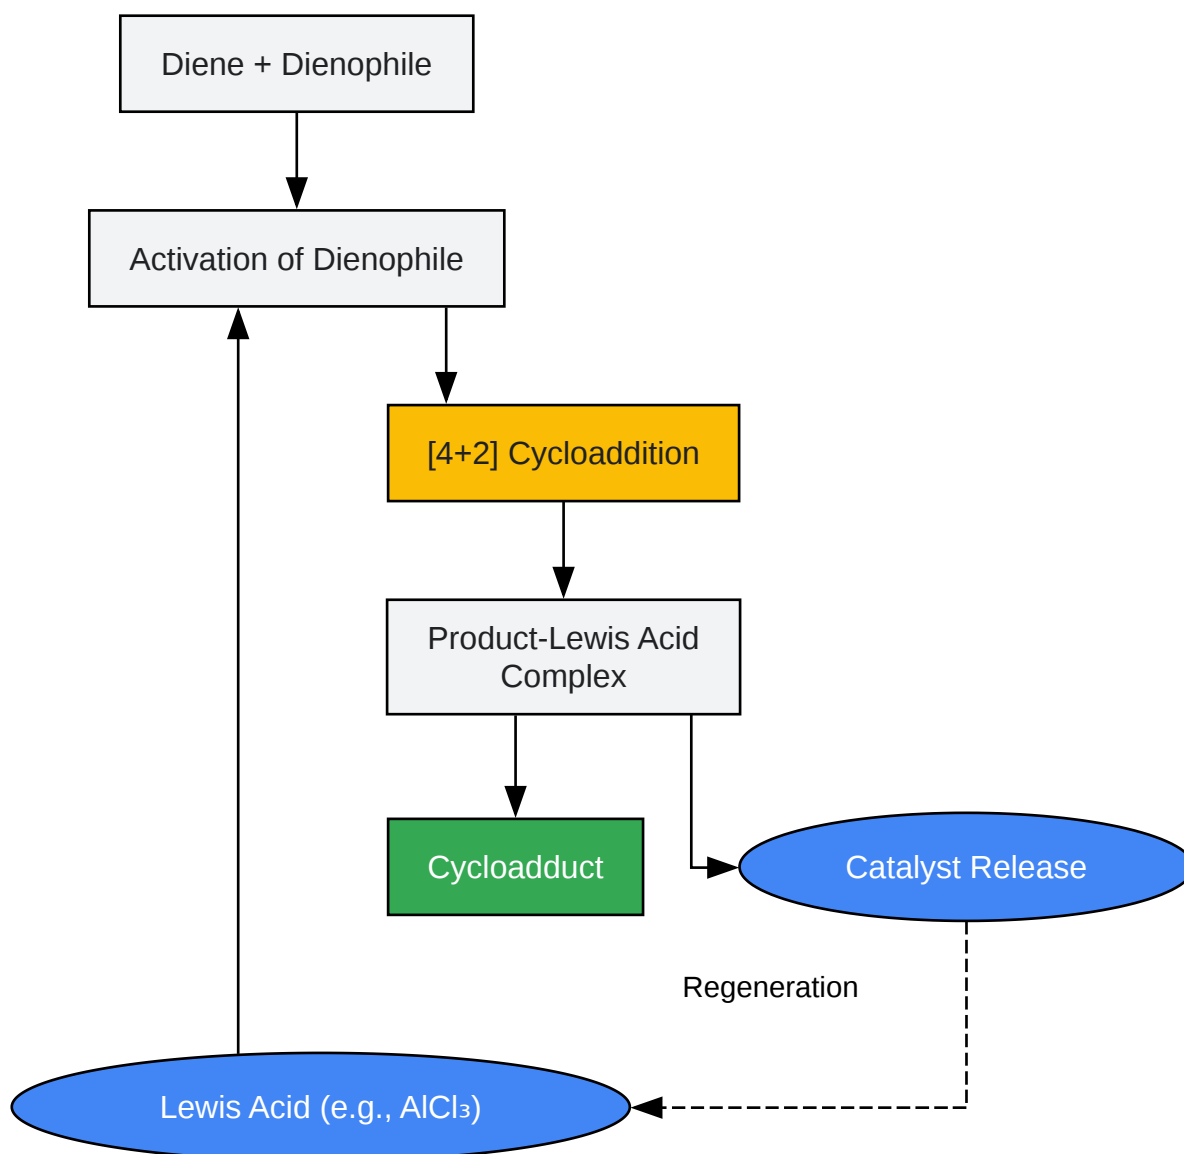 Diene + Dienophile
Activation of Dienophile
[4+2] Cycloaddition
Product-Lewis Acid
Complex
Cycloadduct
Catalyst Release
Regeneration
Lewis Acid (e.g., AlCl₃)